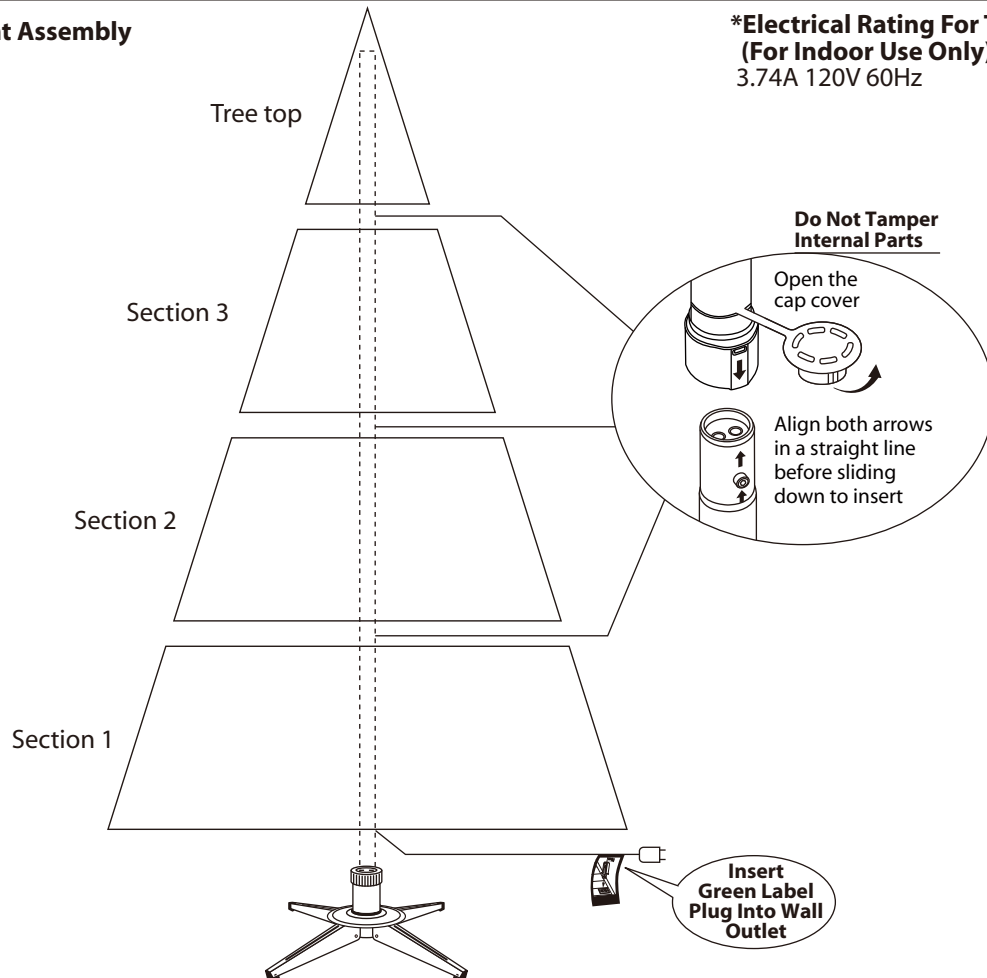 Assembly
*Electrical Rating For
(For Indoor Use Only)
3.74A 120V 60Hz
Tree top
Do Not Tamper
Internal Parts
Open the
cap cover
Section 3
Align both arrows
in a straight line
before sliding
down to insert
Section 2
Section 1
Insert
Green Label
Plug Into Wall
Outlet